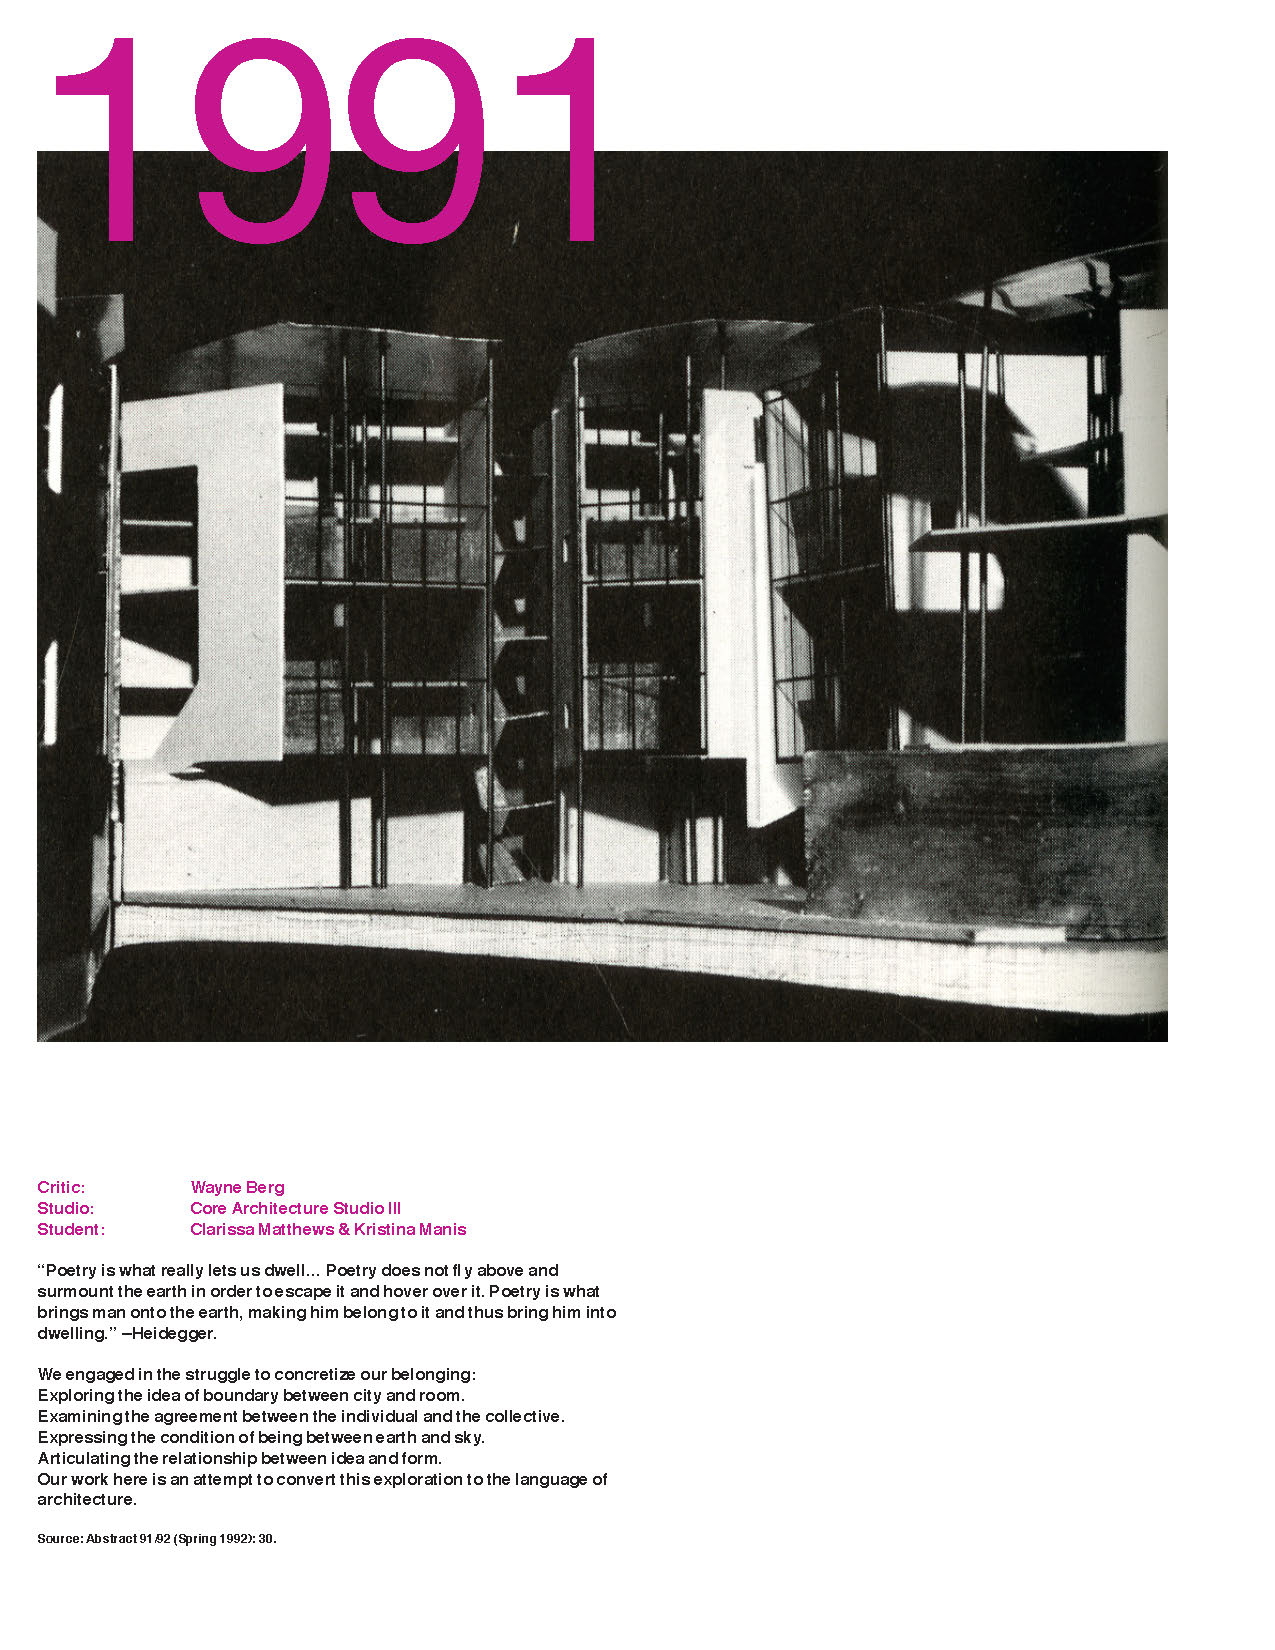 1991
Critic: Wayne Berg
Studio: Core Architecture Studio III
Student: Clarissa Matthews & Kristina Manis
“Poetry is what really lets us dwell… Poetry does not fly above and
surmount the earth in order to escape it and hover over it. Poetry is what
brings man onto the earth, making him belong to it and thus bring him into
dwelling.” –Heidegger.
We engaged in the struggle to concretize our belonging:
Exploring the idea of boundary between city and room.
Examining the agreement between the individual and the collective.
Expressing the condition of being between earth and sky.
Articulating the relationship between idea and form.
Our work here is an attempt to convert this exploration to the language of
architecture.
Source: Abstract 91/92 (Spring 1992): 30.